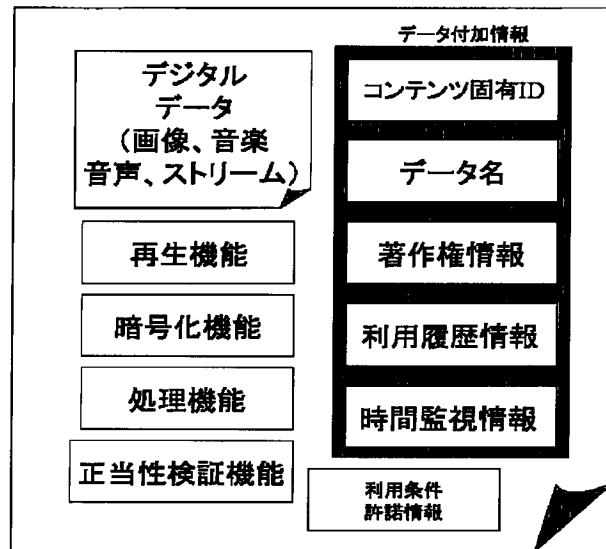 データ付加情報
デジタル
データ
(画像、音楽
音声、ストリーム)
コンテンツ固有ID
データ名
再生機能
著作権情報
暗号化機能
利用履歴情報
処理機能
時間監視情報
正当性検証機能
利用条件
許諾情報